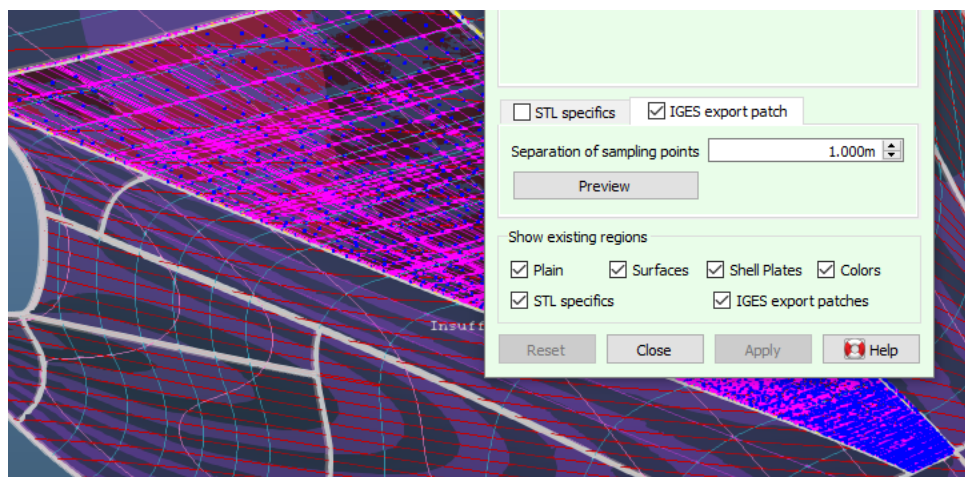 STL specifics IGES export patch
Separation of sampling points 1.000m
Preview
Show existing regions
Plain Surfaces Shell Plates Colors
STL specifics IGES export patches
Insuff
Reset Close Apply Help